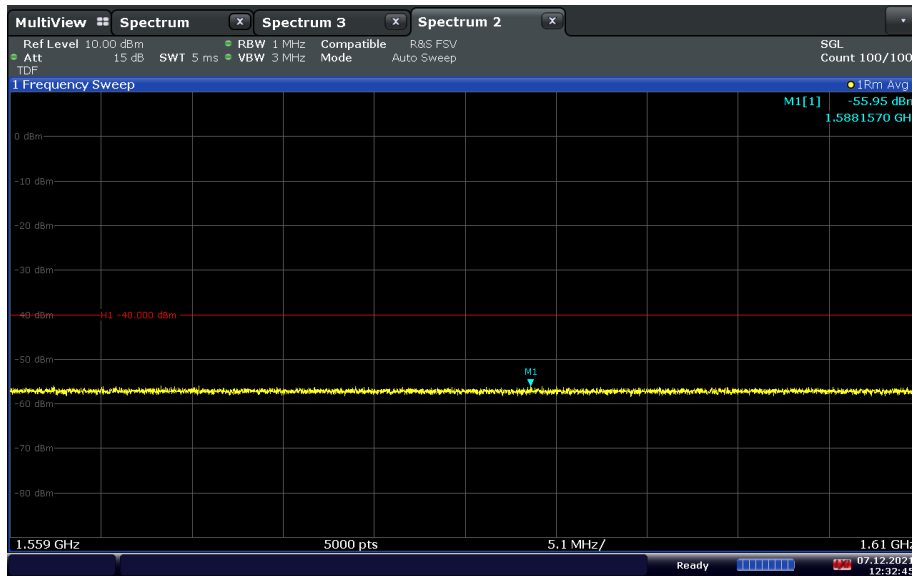 MultiView Spectrum X Spectrum 3 X Spectrum 2 X
Ref Level 10.00 dBm RBW 1 MHz Compatible R&S FSV SGL
Att 15 dB SWT 5 ms VBW 3 MHz Mode Auto Sweep Count 100/100
TDF
1 Frequency Sweep 1Rm Avg
M1[1] -55.95 dBm
1.5881570 GH
0 dBm
-10 dBm
-20 dBm
-30 dBm
-40 dBm H1 -40.000 dBm
-50 dBm
M1
-60 dBm
-70 dBm
-80 dBm
1.559 GHz 5000 pts 5.1 MHz/ 1.61 GHz
Ready 07.12.2021
12:32:45